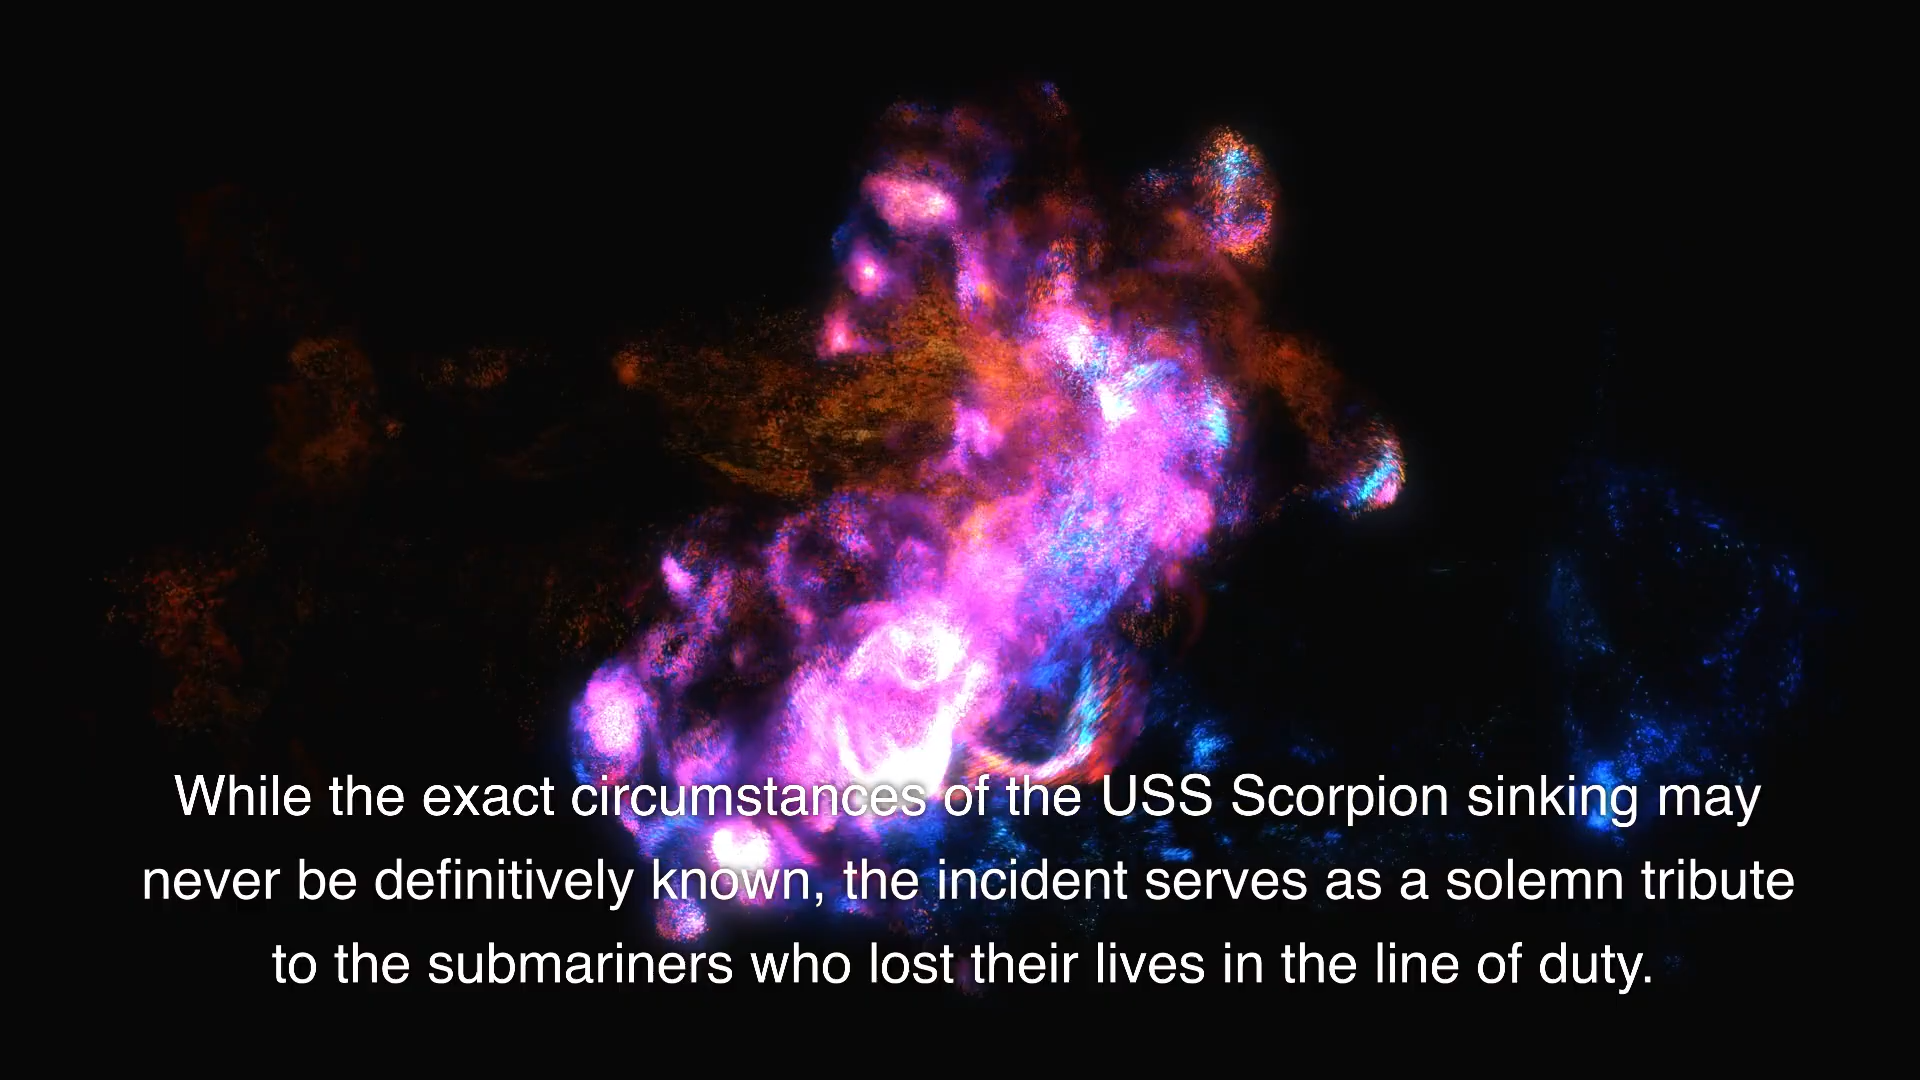 While the exact circumstances of the USS Scorpion sinking may
never be definitively known, the incident serves as a solemn tribute
to the submariners who lost their lives in the line of duty.